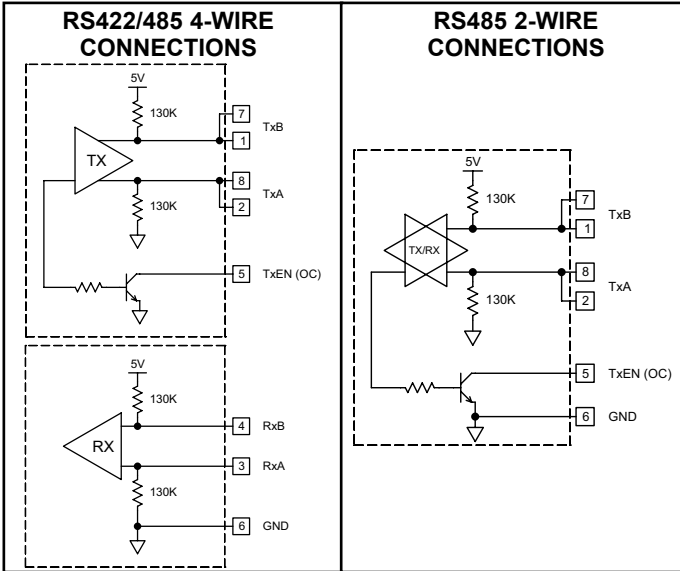 RS422/485 4-WIRE
CONNECTIONS
5V
130K
7
TxB
1
TX
8
TxA
130K
2
5
TxEN (OC)
5V
130K
RX
4
RxB
3
RxA
130K
6
GND
RS485 2-WIRE
CONNECTIONS
5V
130K
7
TxB
1
TX/RX
8
TxA
130K
2
5
TxEN (OC)
6
GND